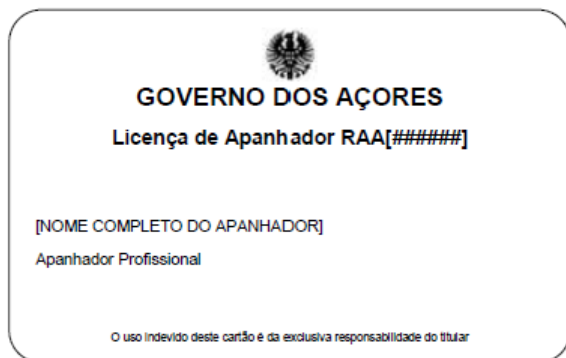 GOVERNO DOS AÇORES
Licença de Apanhador RAA[######]
[NOME COMPLETO DO APANHADOR]
Apanhador Profissional
O uso indevido deste cartão é da exclusiva responsabilidade do titular